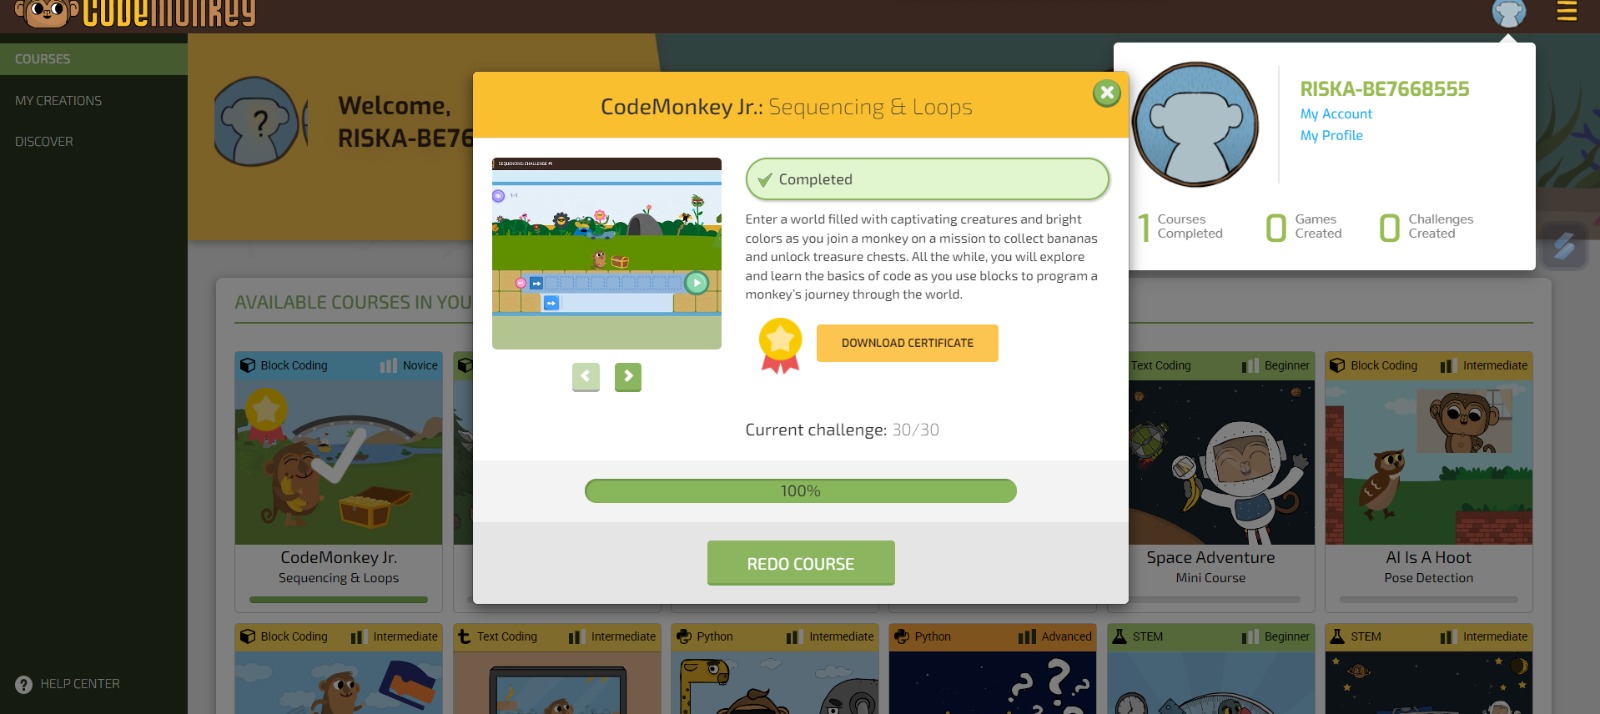 CODEMONKEY
COURSES
MY CREATIONS
DISCOVER
HELP CENTER
Welcome,
RISKA-BE76
?
CodeMonkey Jr.: Sequencing & Loops
SEQUENCING CHALLENGE #1
Completed
Enter a world filled with captivating creatures and bright
colors as you join a monkey on a mission to collect bananas
and unlock treasure chests. All the while, you will explore
and learn the basics of code as you use blocks to program a
monkey's journey through the world.
DOWNLOAD CERTIFICATE
Current challenge: 30/30
100%
REDO COURSE
RISKA-BE7668555
My Account
My Profile
1 Courses
Completed
0 Games
Created
0 Challenges
Created
AVAILABLE COURSES IN YOU
Block Coding Novice
Text Coding Beginner
Block Coding Intermediate
CodeMonkey Jr.
Sequencing & Loops
Space Adventure
Mini Course
AI Is A Hoot
Pose Detection
Block Coding Intermediate
Text Coding Intermediate
Python Intermediate
Python Advanced
STEM Beginner
STEM Intermediate
? ? ?